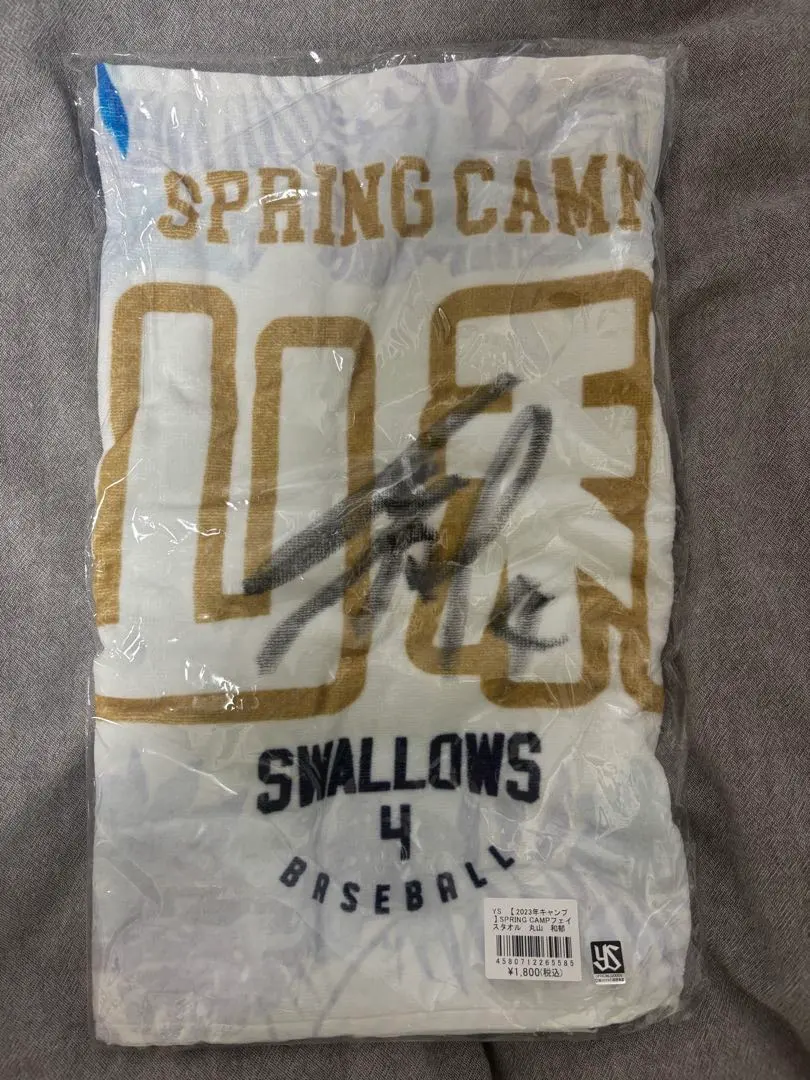 SPRING CAMP
SWALLOWS
4
BASEBALL
YS 【2023年キャンプ
】SPRING CAMPフェイ
スタオル 丸山 和郁
4580712265585
¥1,800(税込)
YS